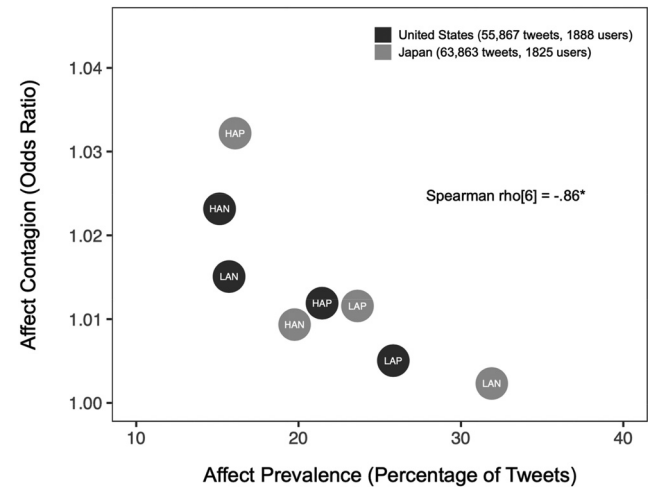 United States (55,867 tweets, 1888 users)
Japan (63,863 tweets, 1825 users)
1.04
1.03
1.02
1.01
1.00
Affect Contagion (Odds Ratio)
HAP
HAN
Spearman rho[6] = -.86*
LAN
HAP
LAP
HAN
LAP
LAN
10
20
30
40
Affect Prevalence (Percentage of Tweets)